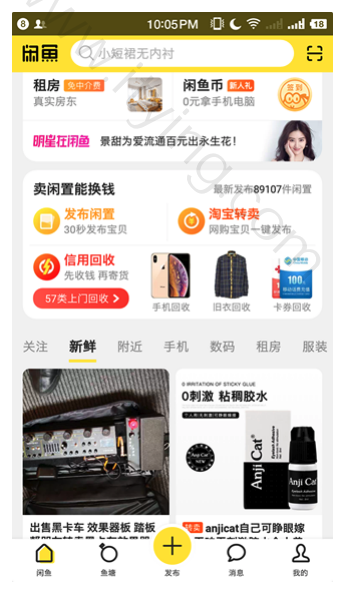 8 10:05PM 18
闲鱼 小短裙无内衬
租房 免中介费
真实房东
闲鱼币 新人礼
0元拿手机电脑
签到
明星在闲鱼 景甜为爱流通百元出永生花！
卖闲置能换钱 最新发布89107件闲置
发布闲置
30秒发布宝贝
淘宝转卖
网购宝贝一键发布
信用回收
先收钱 再寄货
57类上门回收
100
手机回收 旧衣回收 卡券回收
关注 新鲜 附近 手机 数码 租房 服装
0 IRRITATION OF STICKY GLUE
0刺激 粘稠胶水
Anji Cat
Anji Cat
Anji Cat
出售黑卡车 效果器板 踏板
转卖 anjicat自己可睁眼嫁
闲鱼 鱼塘 发布 消息 我的